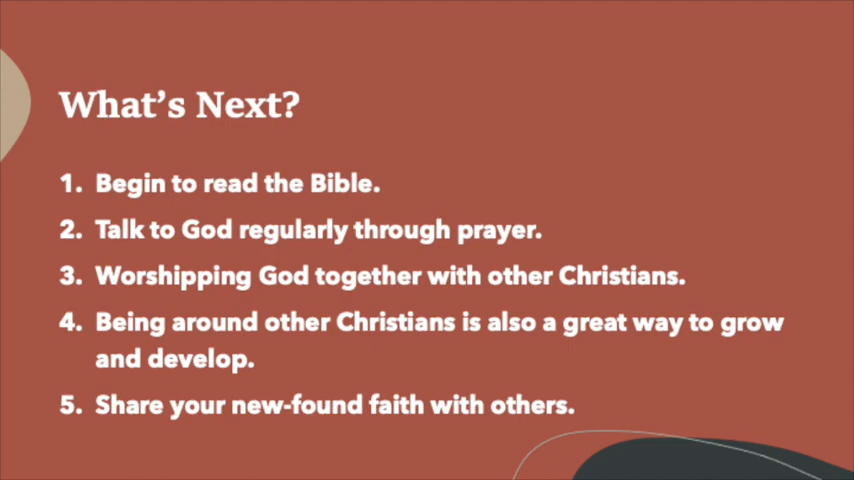 What's Next?
1. Begin to read the Bible.
2. Talk to God regularly through prayer.
3. Worshipping God together with other Christians.
4. Being around other Christians is also a great way to grow
and develop.
5. Share your new-found faith with others.